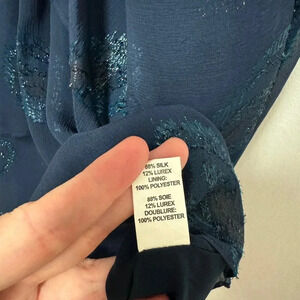 88% SILK
12% LUREX
LINING:
100% POLYESTER
88% SOIE
12% LUREX
DOUBLURE:
100% POLYESTER